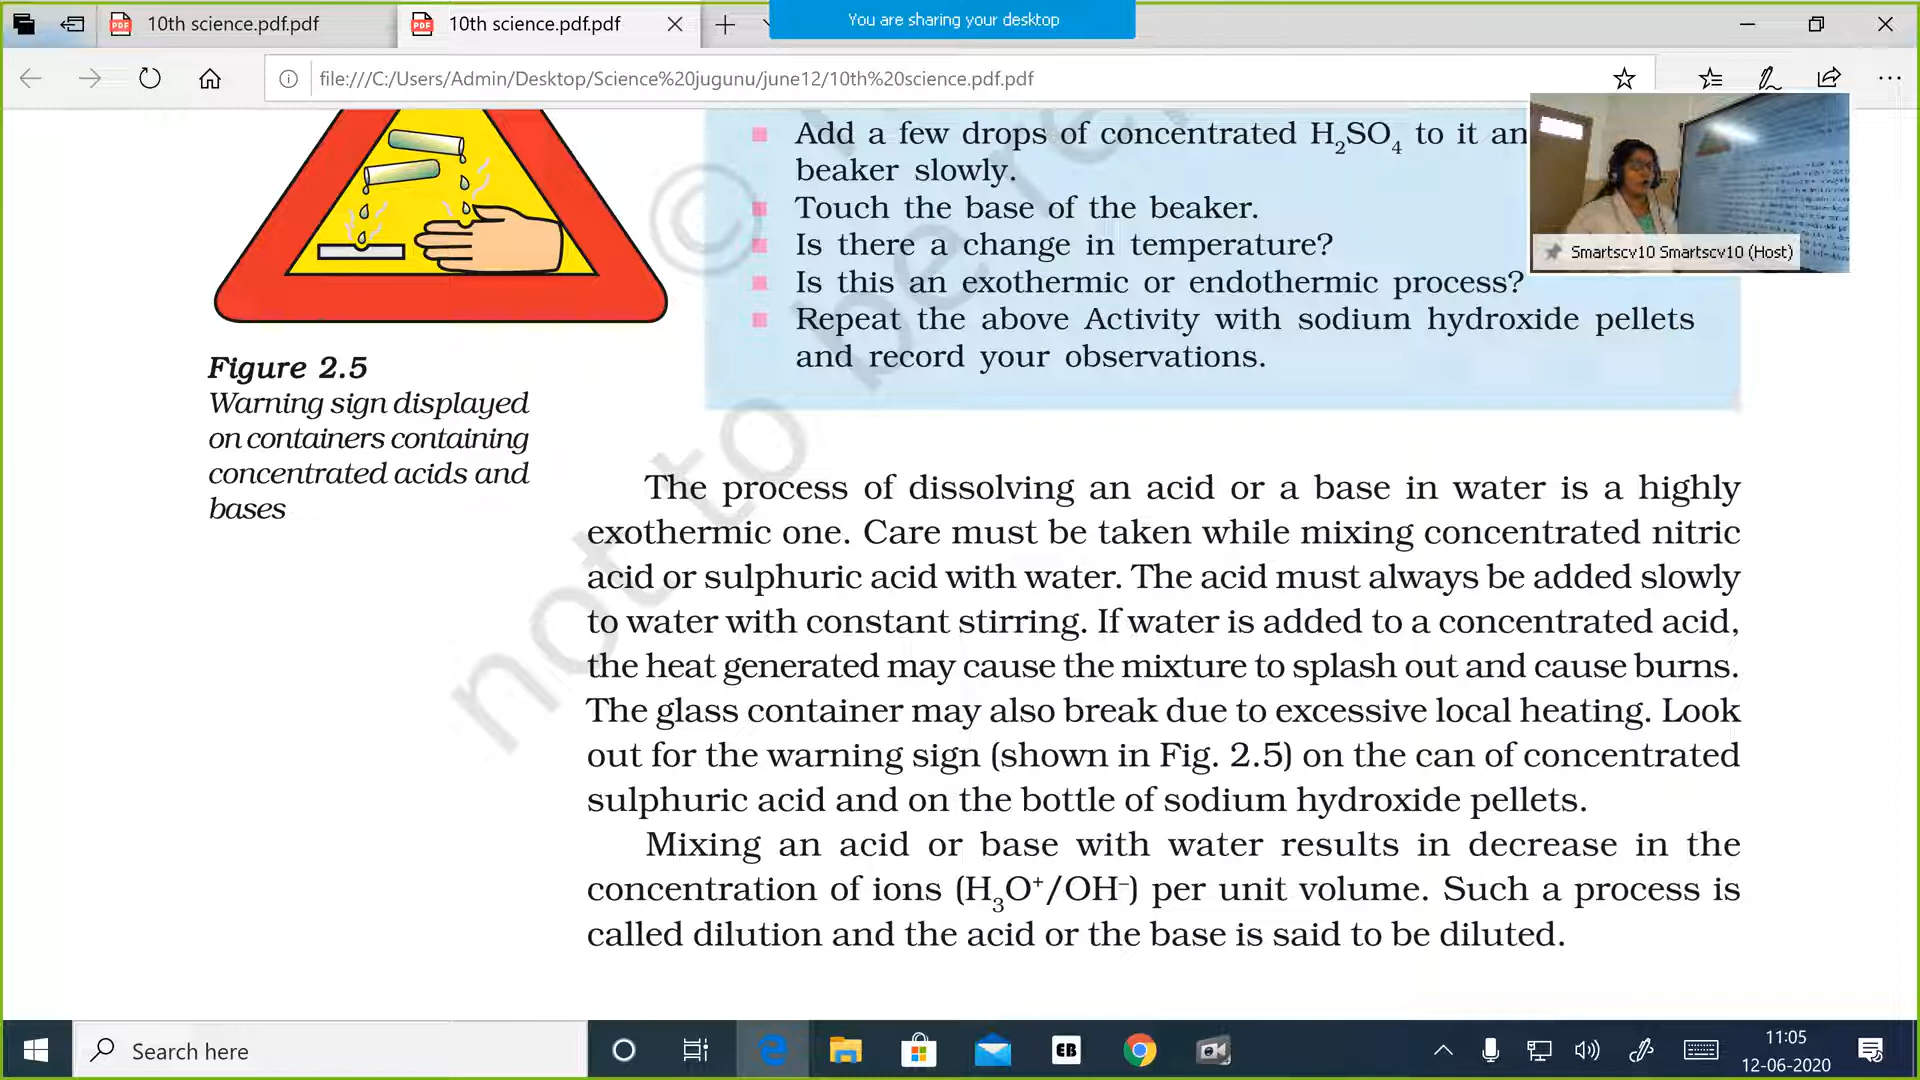 10th science.pdf.pdf
10th science.pdf.pdf
You are sharing your desktop
file:///C:/Users/Admin/Desktop/Science%20jugunu/june12/10th%20science.pdf.pdf
Add a few drops of concentrated H₂SO₄ to it an
beaker slowly.
Touch the base of the beaker.
Is there a change in temperature?
Is this an exothermic or endothermic process?
Repeat the above Activity with sodium hydroxide pellets
and record your observations.
Smartscv10 Smartscv10 (Host)
Figure 2.5
Warning sign displayed
on containers containing
concentrated acids and
bases
© not to be re
The process of dissolving an acid or a base in water is a highly
exothermic one. Care must be taken while mixing concentrated nitric
acid or sulphuric acid with water. The acid must always be added slowly
to water with constant stirring. If water is added to a concentrated acid,
the heat generated may cause the mixture to splash out and cause burns.
The glass container may also break due to excessive local heating. Look
out for the warning sign (shown in Fig. 2.5) on the can of concentrated
sulphuric acid and on the bottle of sodium hydroxide pellets.
Mixing an acid or base with water results in decrease in the
concentration of ions (H₃O⁺/OH⁻) per unit volume. Such a process is
called dilution and the acid or the base is said to be diluted.
Search here
EB
11:05
12-06-2020